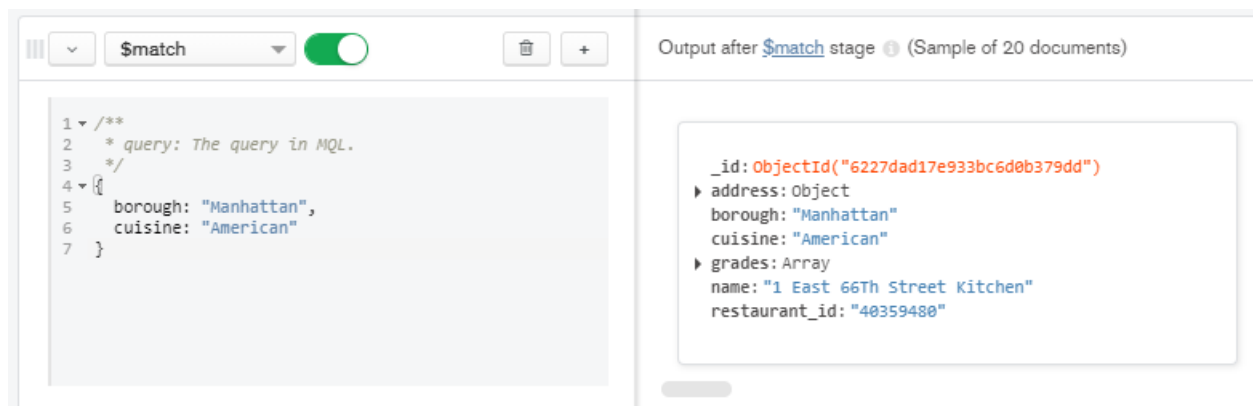 $match
+
Output after $match stage (Sample of 20 documents)
1 /**
2 * query: The query in MQL.
3 */
4 {
5 borough: "Manhattan",
6 cuisine: "American"
7 }
_id: ObjectId("6227dad17e933bc6d0b379dd")
address: Object
borough: "Manhattan"
cuisine: "American"
grades: Array
name: "1 East 66Th Street Kitchen"
restaurant_id: "40359480"